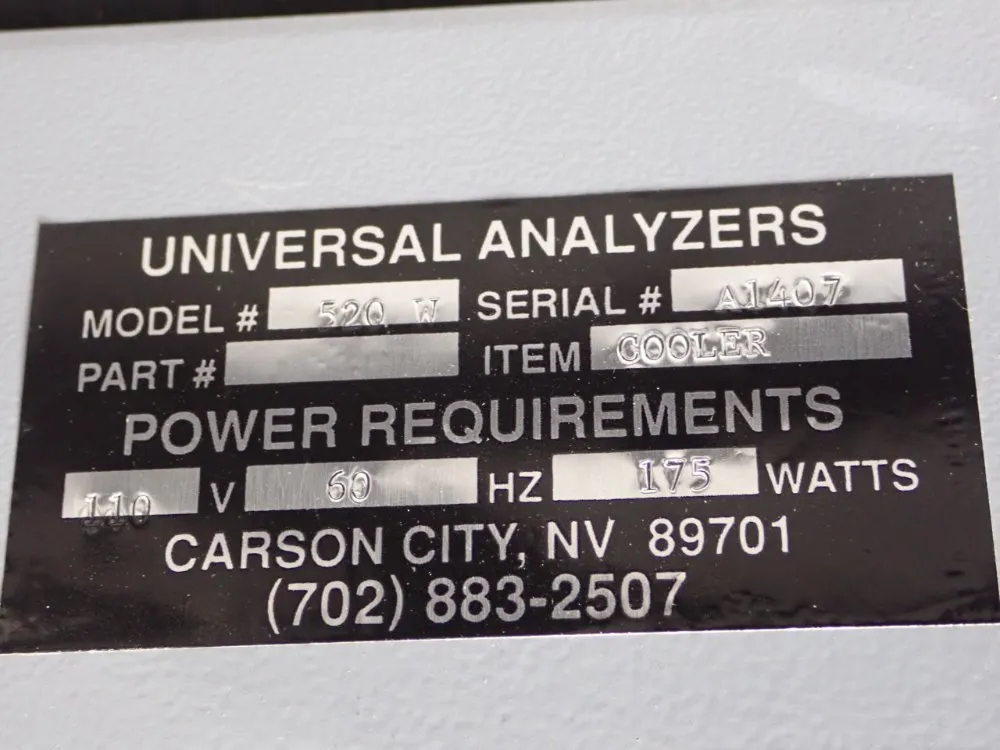 UNIVERSAL ANALYZERS
MODEL # 520 W SERIAL # A1407
PART # ITEM COOLER
POWER REQUIREMENTS
110 V 60 HZ 175 WATTS
CARSON CITY, NV 89701
(702) 883-2507